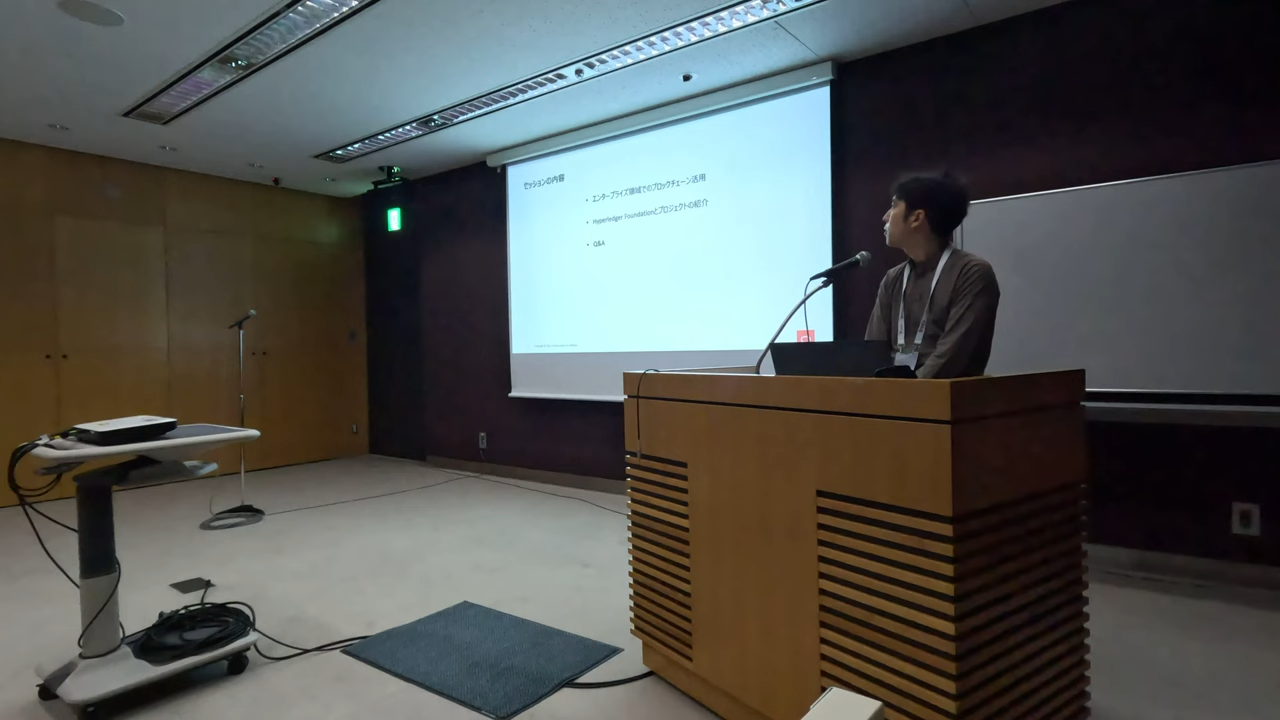 セッションの内容
• エンタープライズ領域でのブロックチェーン活用
• Hyperledger Foundationとプロジェクトの紹介
• Q&A